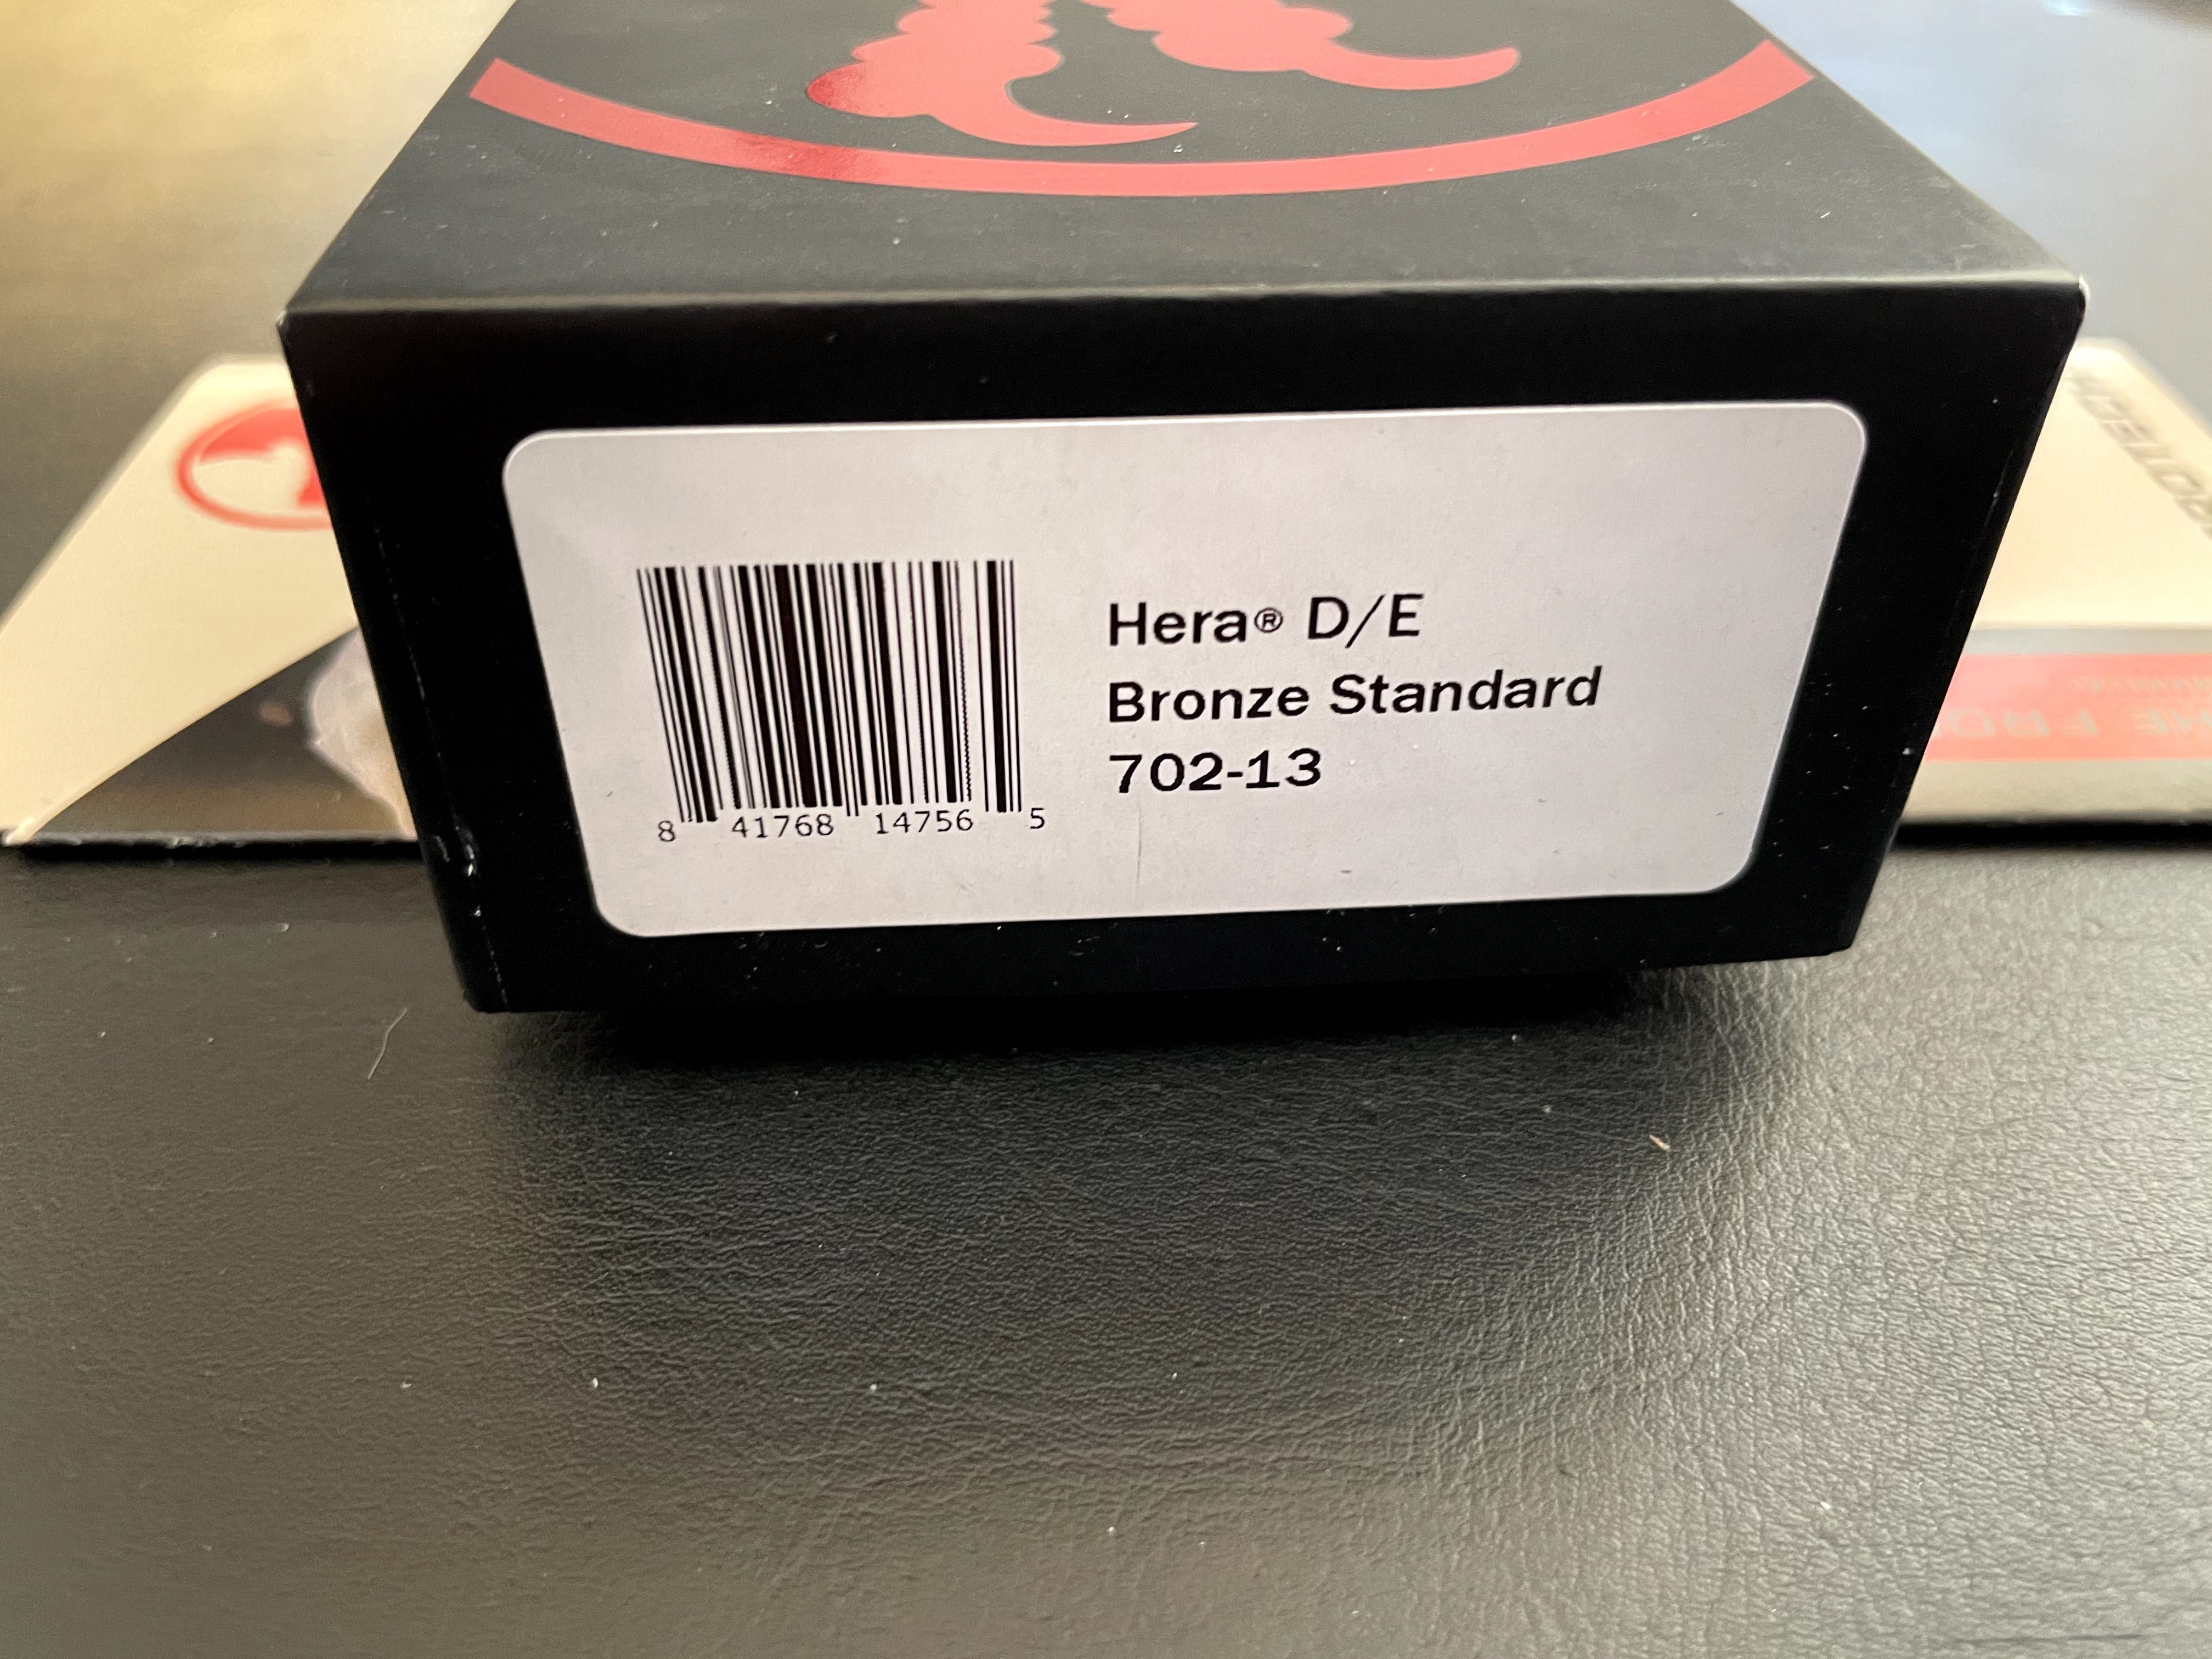 Hera® D/E
Bronze Standard
702-13
8 41768 14756 5